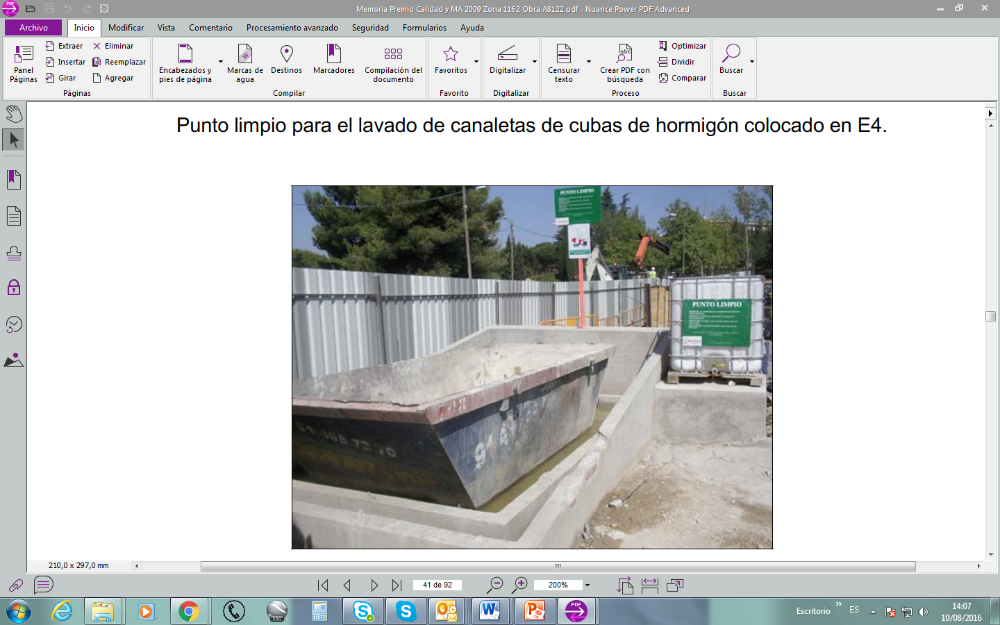 Memoria Premio Calidad y MA 2009 Zona 1162 Obra A8122.pdf - Nuance Power PDF Advanced
Archivo
Inicio
Modificar
Vista
Comentario
Procesamiento avanzado
Seguridad
Formularios
Ayuda
Panel
Páginas
Extraer
Insertar
Girar
Eliminar
Reemplazar
Agregar
Páginas
Encabezados y
pies de página
Marcas de
agua
Destinos
Marcadores
Compilación del
documento
Compilar
Favoritos
Favorito
Digitalizar
Digitalizar
Censurar
texto
Crear PDF con
búsqueda
Optimizar
Dividir
Comparar
Proceso
Buscar
Buscar
Punto limpio para el lavado de canaletas de cubas de hormigón colocado en E4.
PUNTO LIMPIO
PUNTO LIMPIO
210,0 x 297,0 mm
41 de 92
200%
PRO
Escritorio
ES
14:07
10/08/2016